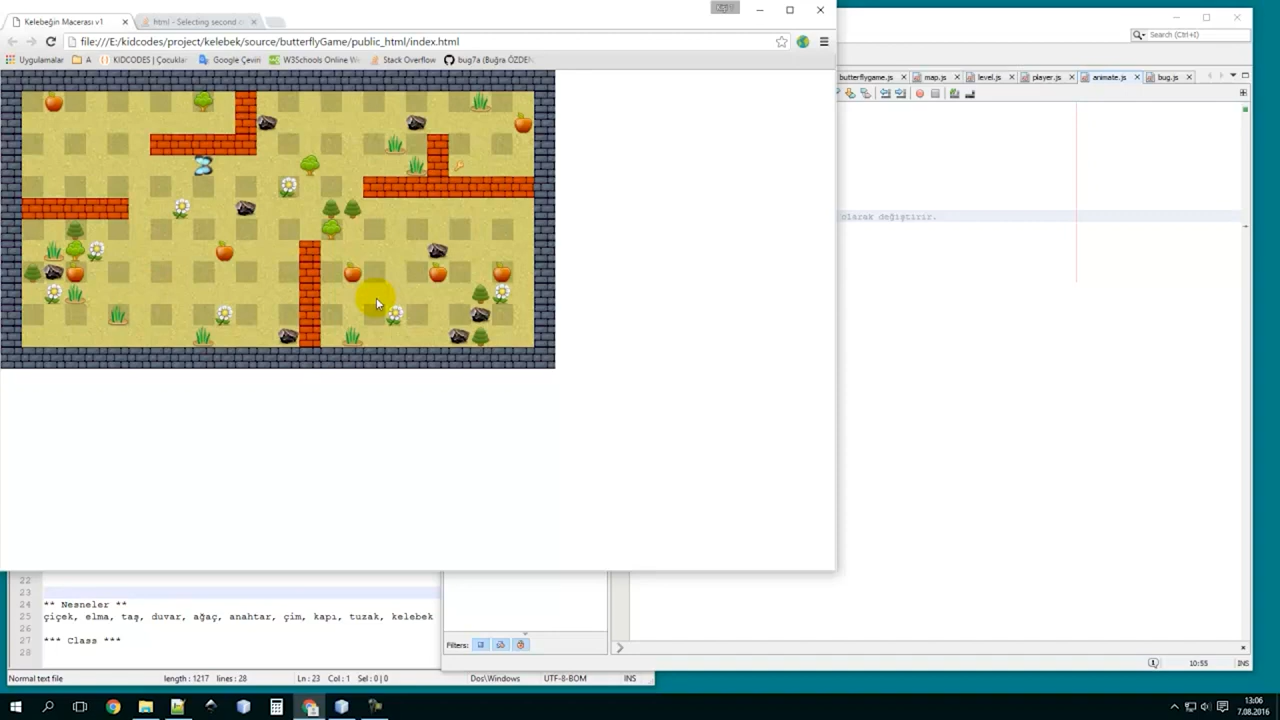 Kelebeğin Macerası v1
html - Selecting second c
file:///E:/kidcodes/project/kelebek/source/butterflyGame/public_html/index.html
Uygulamalar
A
KIDCODES | Çocuklar
Google Çeviri
W3Schools Online We
Stack Overflow
bug7a (Buğra ÖZDEN
Search (Ctrl+I)
butterflygame.js
map.js
level.js
player.js
animate.js
bug.js
olarak değiştirir.
22
23
24 ** Nesneler **
25 çiçek, elma, taş, duvar, ağaç, anahtar, çim, kapı, tuzak, kelebek
26
27 *** Class ***
28
Filters:
10:55
INS
Normal text file
length : 1217
lines : 28
Ln : 23
Col : 1
Sel : 0 | 0
Dos\Windows
UTF-8-BOM
INS
13:06
7.08.2016